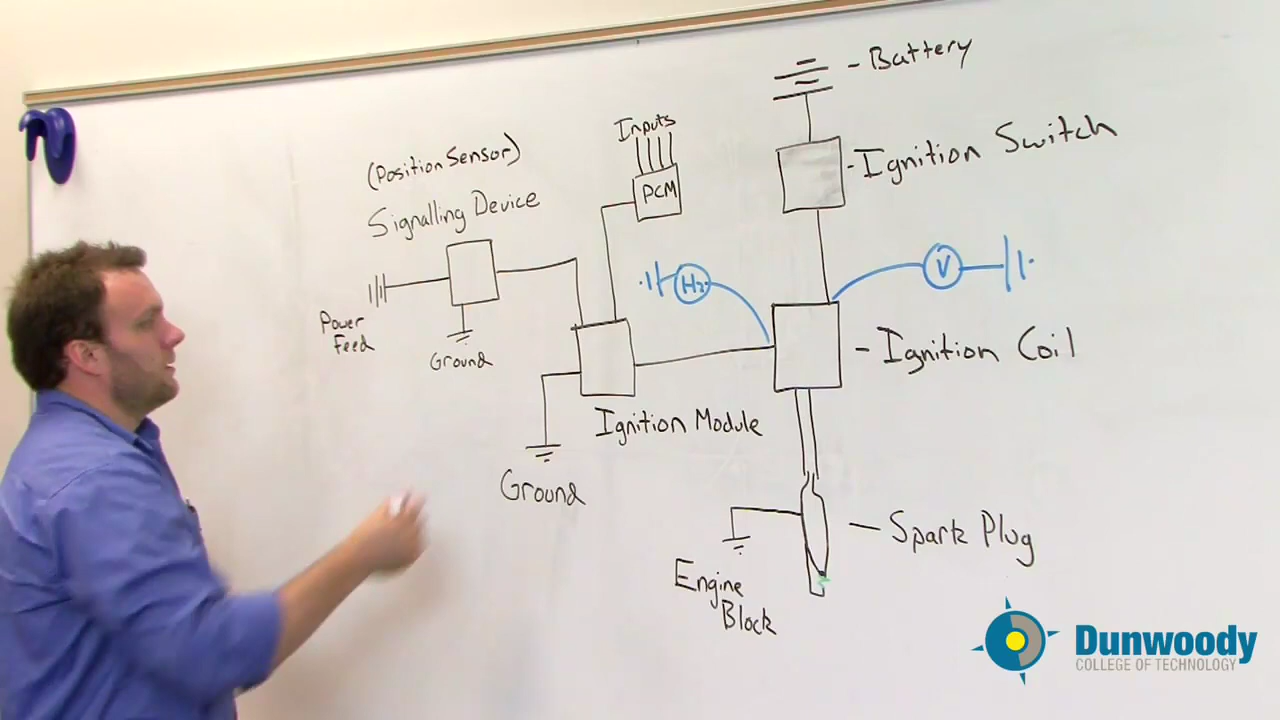 Battery
Inputs
Ignition Switch
(Position Sensor)
Signalling Device
PCM
V
Hz
Power
Feed
Ground
Ignition Coil
Ignition Module
Ground
Spark Plug
Engine
Block
Dunwoody
COLLEGE OF TECHNOLOGY